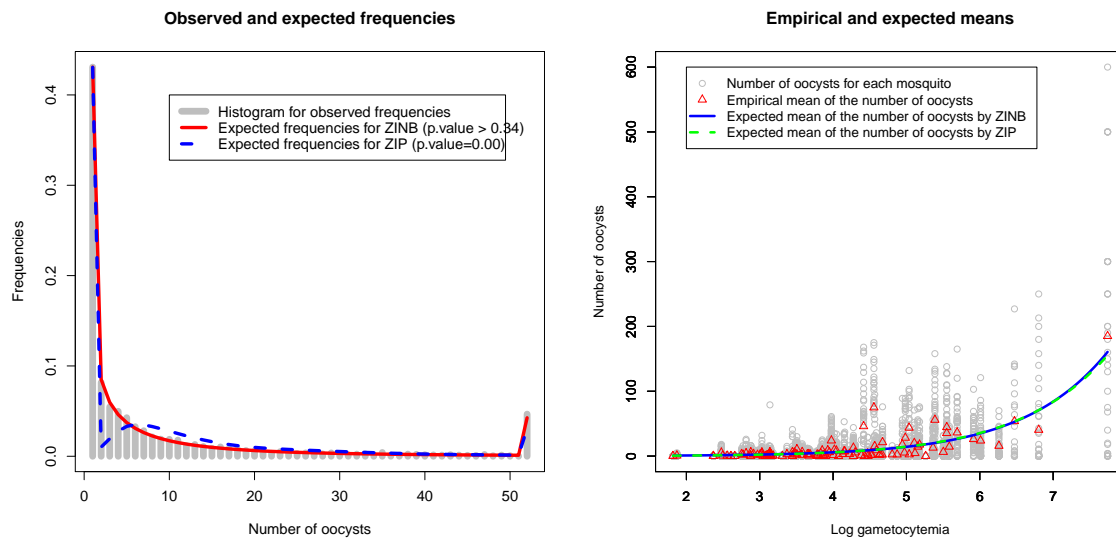 Observed and expected frequencies
Frequencies
0.4
0.3
0.2
0.1
0.0
Histogram for observed frequencies
Expected frequencies for ZINB (p.value > 0.34)
Expected frequencies for ZIP (p.value=0.00)
0 10 20 30 40 50
Number of oocysts
Empirical and expected means
Number of oocysts
600
500
400
300
200
100
0
Number of oocysts for each mosquito
Empirical mean of the number of oocysts
Expected mean of the number of oocysts by ZINB
Expected mean of the number of oocysts by ZIP
2 3 4 5 6 7
Log gametocytemia